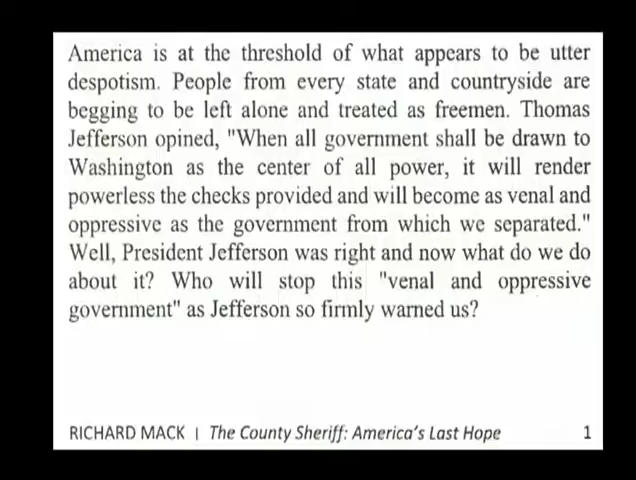 America is at the threshold of what appears to be utter
despotism. People from every state and countryside are
begging to be left alone and treated as freemen. Thomas
Jefferson opined, "When all government shall be drawn to
Washington as the center of all power, it will render
powerless the checks provided and will become as venal and
oppressive as the government from which we separated."
Well, President Jefferson was right and now what do we do
about it? Who will stop this "venal and oppressive
government" as Jefferson so firmly warned us?
RICHARD MACK | The County Sheriff: America's Last Hope 1